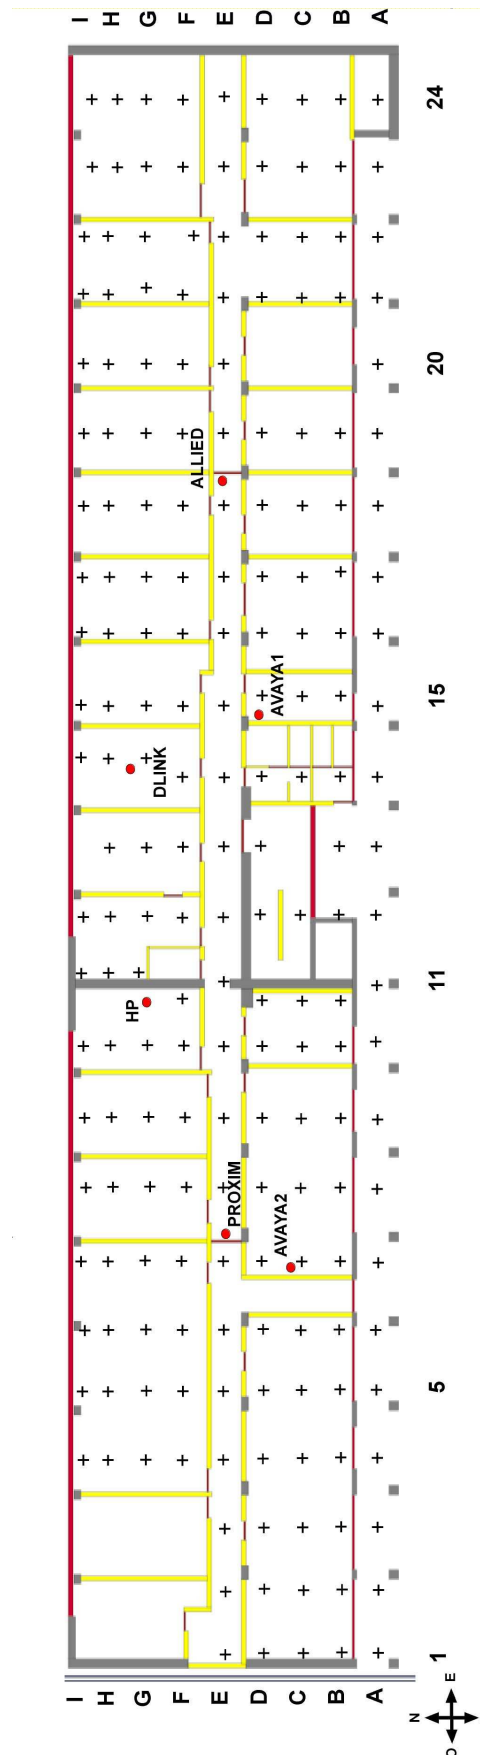 I H G F E D C B A
24
20
ALLIED
AVAYA1
15
DLINK
11
HP
PROXIM
AVAYA2
5
1
I H G F E D C B A
N
E
O